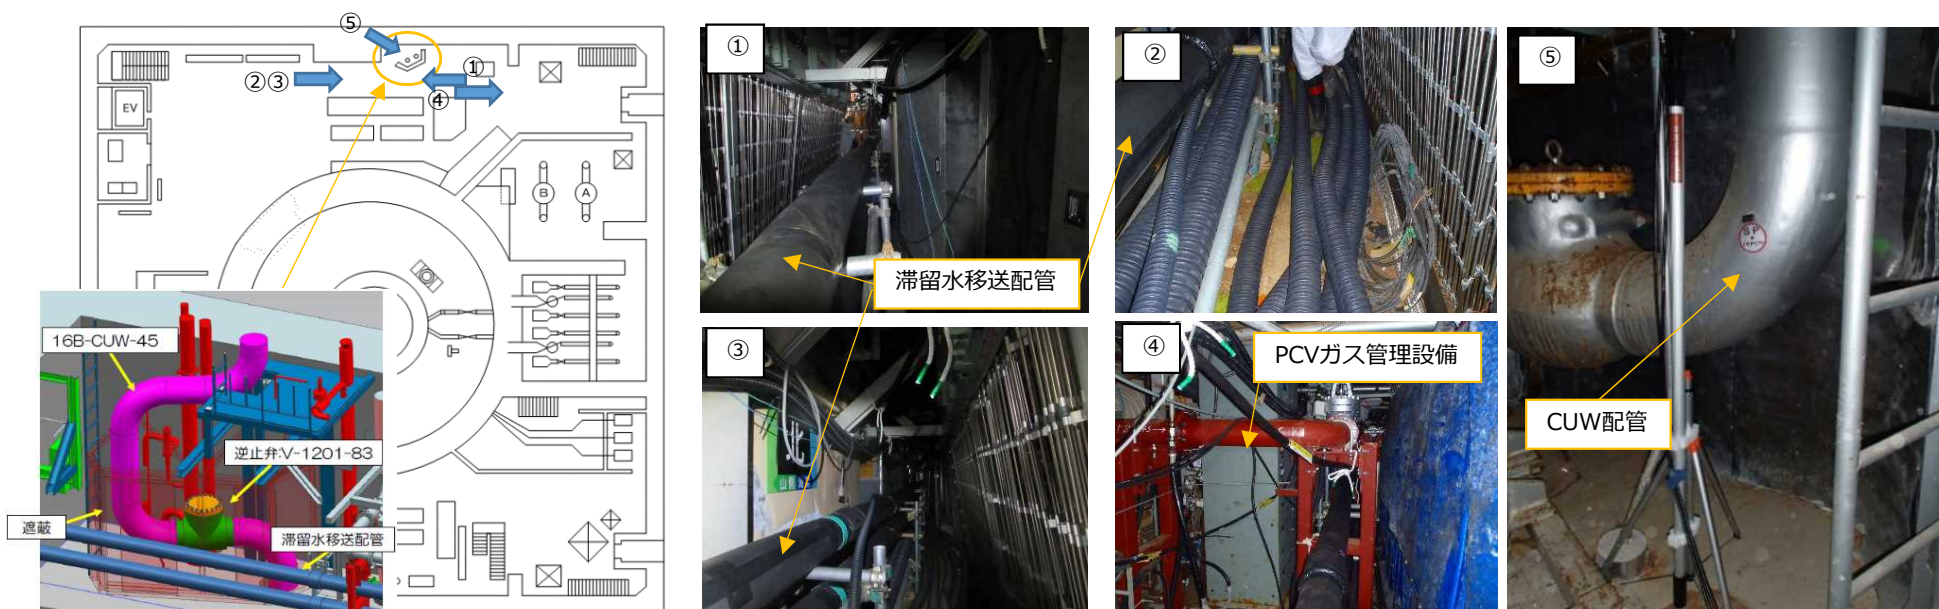 ⑤
②③
①
④
EV
B
A
16B-CUW-45
逆止弁:V-1201-83
遮蔽
滞留水移送配管
①
滞留水移送配管
②
③
④
PCVガス管理設備
⑤
CUW配管